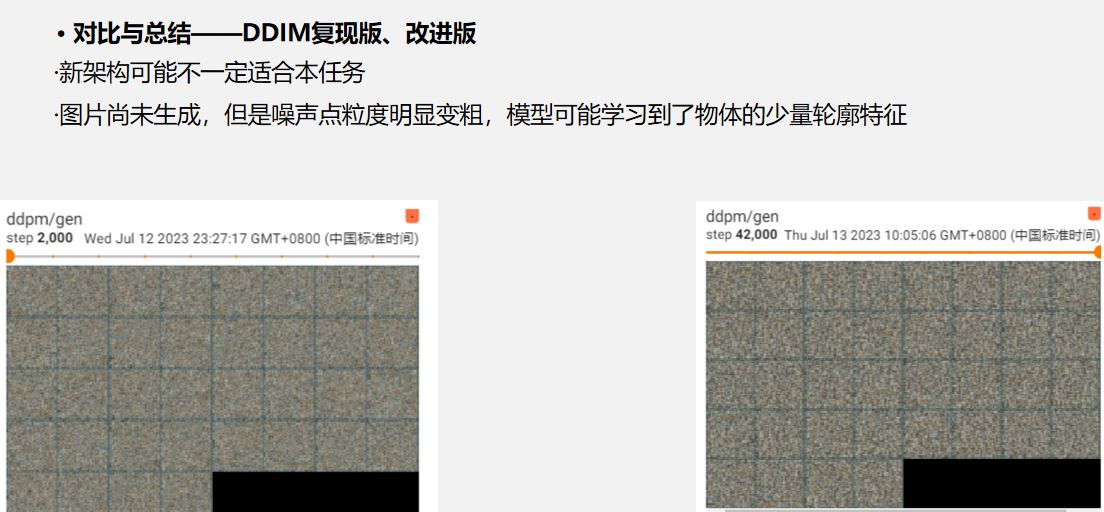 • 对比与总结——DDIM复现版、改进版
·新架构可能不一定适合本任务
·图片尚未生成，但是噪声点粒度明显变粗，模型可能学习到了物体的少量轮廓特征
ddpm/gen
step 2,000 Wed Jul 12 2023 23:27:17 GMT+0800 (中国标准时间)
ddpm/gen
step 42,000 Thu Jul 13 2023 10:05:06 GMT+0800 (中国标准时间)